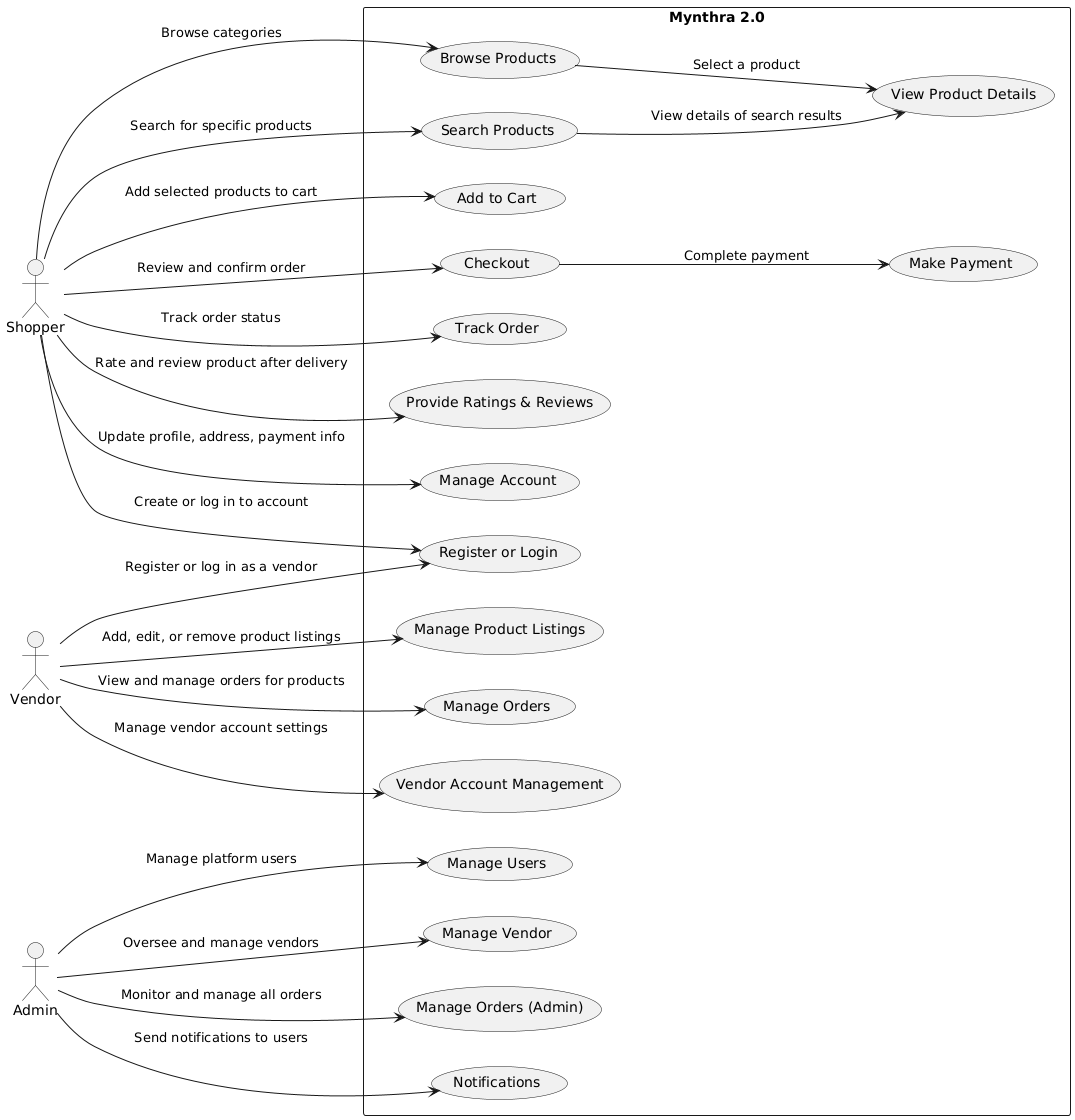 Mynthra 2.0
Browse categories
Browse Products
Select a product
View Product Details
Search for specific products
Search Products
View details of search results
Add selected products to cart
Add to Cart
Review and confirm order
Checkout
Complete payment
Make Payment
Shopper
Track order status
Track Order
Rate and review product after delivery
Provide Ratings & Reviews
Update profile, address, payment info
Manage Account
Create or log in to account
Register or Login
Register or log in as a vendor
Add, edit, or remove product listings
Manage Product Listings
Vendor
View and manage orders for products
Manage Orders
Manage vendor account settings
Vendor Account Management
Manage platform users
Manage Users
Oversee and manage vendors
Manage Vendor
Admin
Monitor and manage all orders
Manage Orders (Admin)
Send notifications to users
Notifications